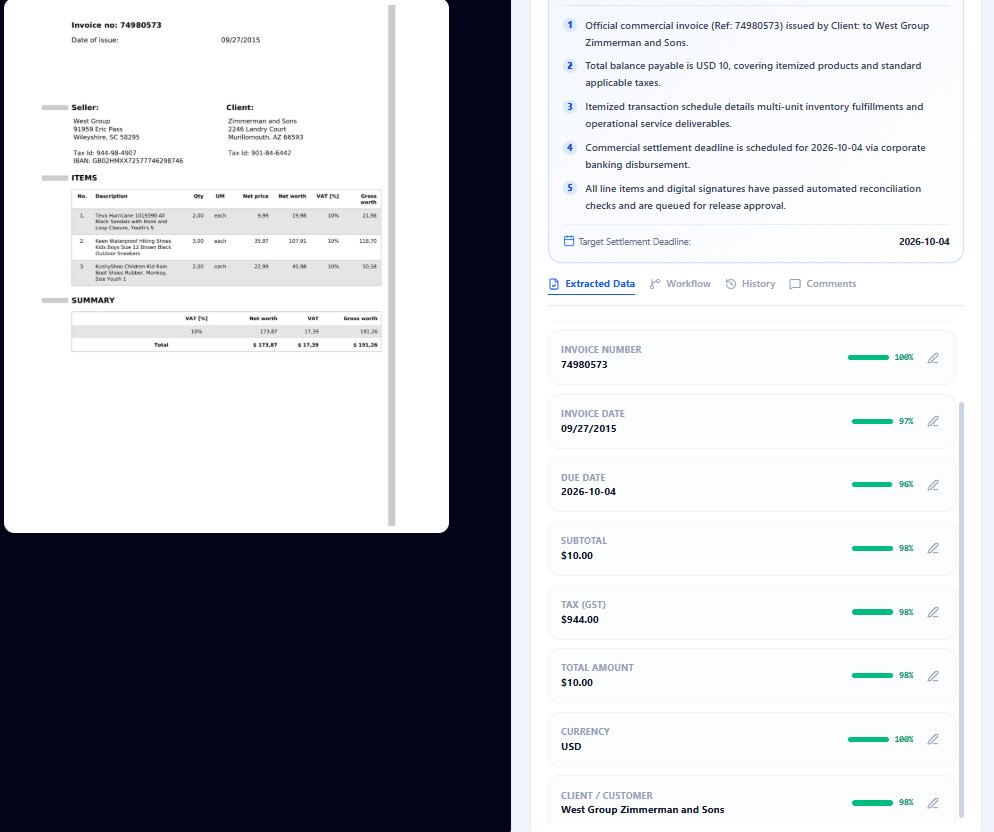 Invoice no: 74980573
Date of issue: 09/27/2015
Seller:
West Group
91959 Eric Pass
Wileyshire, SC 58295
Tax Id: 944-98-4907
IBAN: GB02HMXX72577746298746
Client:
Zimmerman and Sons
2246 Landry Court
Murillomouth, AZ 66593
Tax Id: 901-84-6442
ITEMS
No. Description Qty UM Net price Net worth VAT [%] Gross worth
1. Teva Hurricane 1019390 All 2,00 each 9,99 19,98 10% 21,98
Black Sandals with Hook and
Loop Closure, Youth's 5
2. Keen Waterproof Hiking Shoes 3,00 each 35,97 107,91 10% 118,70
Kids Boys Size 12 Brown Black
Outdoor Sneakers
3. KushyShoo Children Kid Rain 2,00 each 22,99 45,98 10% 50,58
Boot Shoes Rubber, Monkey,
Size Youth 1
SUMMARY
VAT [%] Net worth VAT Gross worth
10% 173,87 17,39 191,26
Total $ 173,87 $ 17,39 $ 191,26
1 Official commercial invoice (Ref: 74980573) issued by Client: to West Group
Zimmerman and Sons.
2 Total balance payable is USD 10, covering itemized products and standard
applicable taxes.
3 Itemized transaction schedule details multi-unit inventory fulfillments and
operational service deliverables.
4 Commercial settlement deadline is scheduled for 2026-10-04 via corporate
banking disbursement.
5 All line items and digital signatures have passed automated reconciliation
checks and are queued for release approval.
Target Settlement Deadline: 2026-10-04
Extracted Data Workflow History Comments
INVOICE NUMBER
74980573
100%
INVOICE DATE
09/27/2015
97%
DUE DATE
2026-10-04
96%
SUBTOTAL
$10.00
98%
TAX (GST)
$944.00
98%
TOTAL AMOUNT
$10.00
98%
CURRENCY
USD
100%
CLIENT / CUSTOMER
West Group Zimmerman and Sons
98%